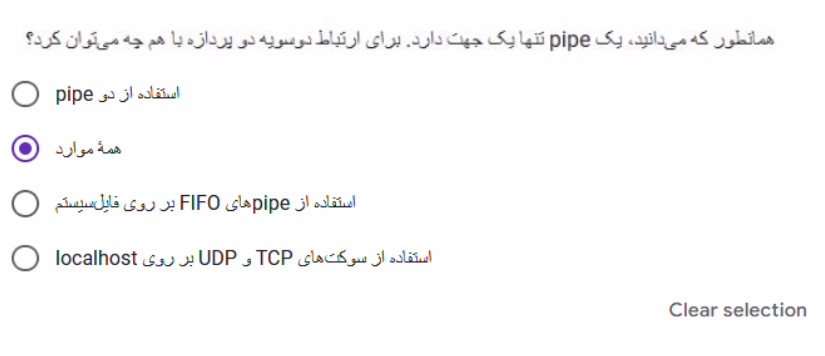 همانطور که می‌دانید، یک pipe تنها یک جهت دارد. برای ارتباط دوسویه دو پردازه با هم چه می‌توان کرد؟
استفاده از دو pipe
همهٔ موارد
استفاده از pipeهای FIFO بر روی فایل‌سیستم
استفاده از سوکت‌های TCP و UDP بر روی localhost
Clear selection